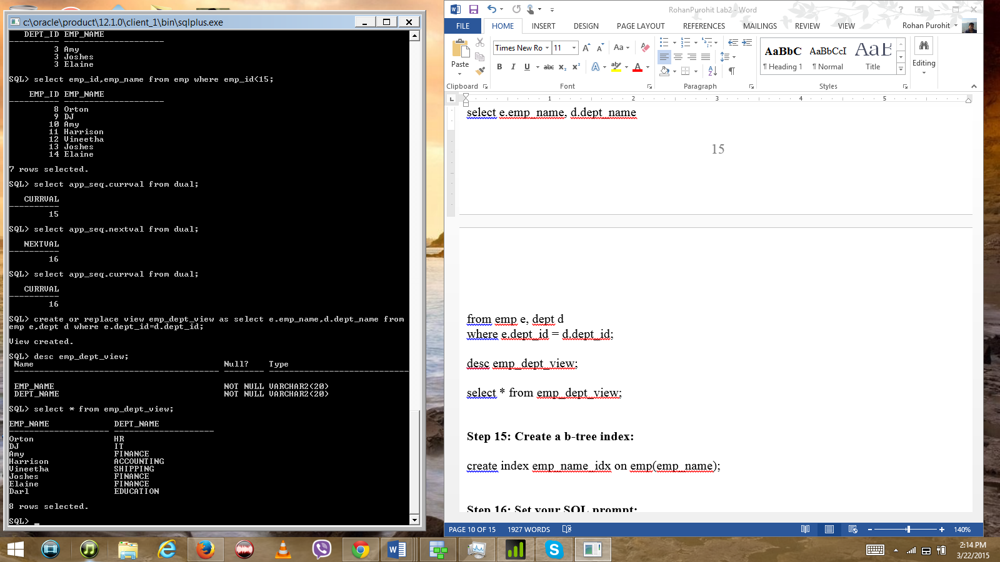 c:\oracle\product\12.1.0\client_1\bin\sqlplus.exe
DEPT_ID EMP_NAME
---------- --------------------
3 Amy
3 Joshes
3 Elaine
SQL> select emp_id,emp_name from emp where emp_id<15;
EMP_ID EMP_NAME
---------- --------------------
8 Orton
9 DJ
10 Amy
11 Harrison
12 Vineetha
13 Joshes
14 Elaine
7 rows selected.
SQL> select app_seq.currval from dual;
CURRVAL
----------
15
SQL> select app_seq.nextval from dual;
NEXTVAL
----------
16
SQL> select app_seq.currval from dual;
CURRVAL
----------
16
SQL> create or replace view emp_dept_view as select e.emp_name,d.dept_name from
emp e,dept d where e.dept_id=d.dept_id;
View created.
SQL> desc emp_dept_view;
Name Null? Type
----------------------------------------- -------- ----------------------------
EMP_NAME NOT NULL VARCHAR2(20)
DEPT_NAME NOT NULL VARCHAR2(20)
SQL> select * from emp_dept_view;
EMP_NAME DEPT_NAME
-------------------- --------------------
Orton HR
DJ IT
Amy FINANCE
Harrison ACCOUNTING
Vineetha SHIPPING
Joshes FINANCE
Elaine FINANCE
Darl EDUCATION
8 rows selected.
SQL> _
RohanPurohit Lab2 - Word
FILE HOME INSERT DESIGN PAGE LAYOUT REFERENCES MAILINGS REVIEW VIEW Rohan Purohit
Paste
Clipboard
Times New Ro 11
Font
Paragraph
AaBbC AaBbCcI AaB
¶ Heading 1 ¶ Normal Title
Styles
Editing
1 2 3 4 5
select e.emp_name, d.dept_name
15
from emp e, dept d
where e.dept_id = d.dept_id;
desc emp_dept_view;
select * from emp_dept_view;
Step 15: Create a b-tree index:
create index emp_name_idx on emp(emp_name);
Step 16: Set your SQL prompt:
PAGE 10 OF 15 1927 WORDS 140%
2:14 PM
3/22/2015